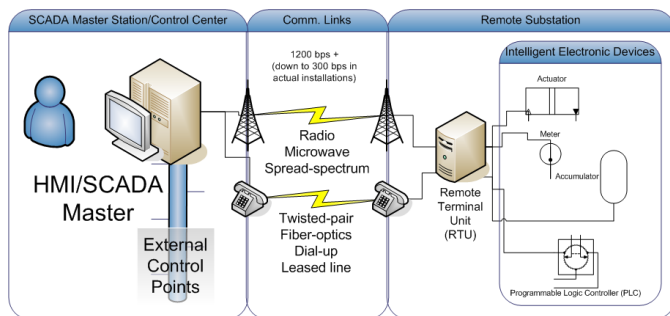 SCADA Master Station/Control Center
HMI/SCADA
Master
External
Control
Points
Comm. Links
1200 bps +
(down to 300 bps in
actual installations)
Radio
Microwave
Spread-spectrum
Twisted-pair
Fiber-optics
Dial-up
Leased line
Remote Substation
Remote
Terminal
Unit
(RTU)
Intelligent Electronic Devices
Actuator
Meter
Accumulator
Programmable Logic Controller (PLC)